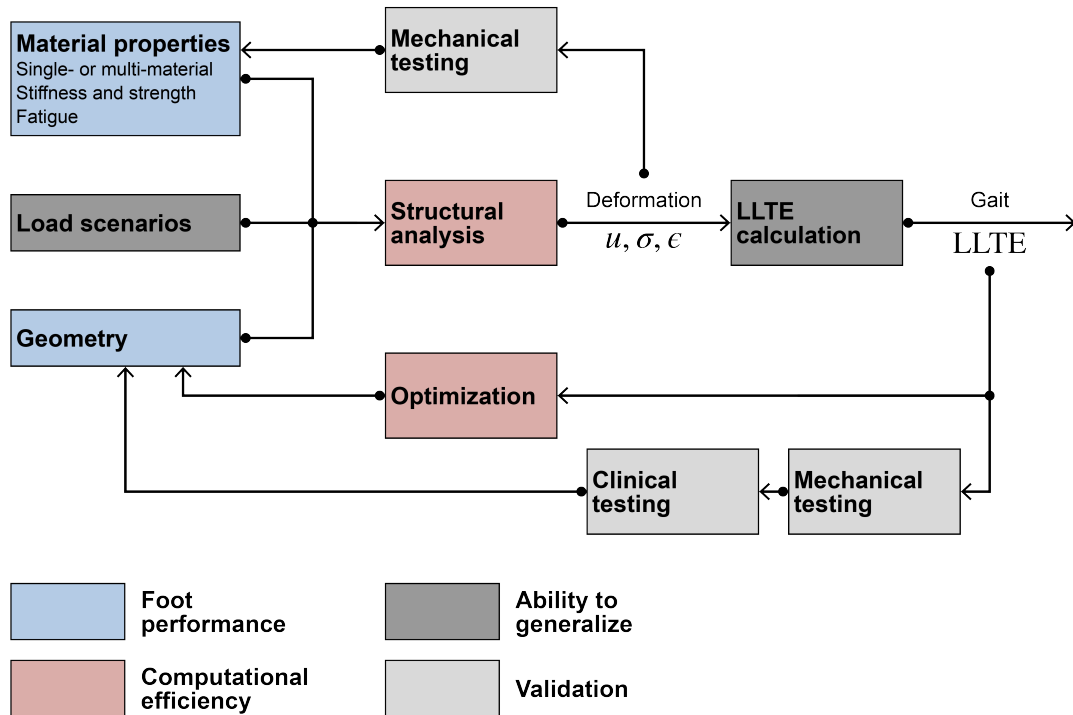 Material properties
Single- or multi-material
Stiffness and strength
Fatigue
Mechanical
testing
Load scenarios
Structural
analysis
Deformation
u, σ, ϵ
LLTE
calculation
Gait
LLTE
Geometry
Optimization
Clinical
testing
Mechanical
testing
Foot
performance
Ability to
generalize
Computational
efficiency
Validation